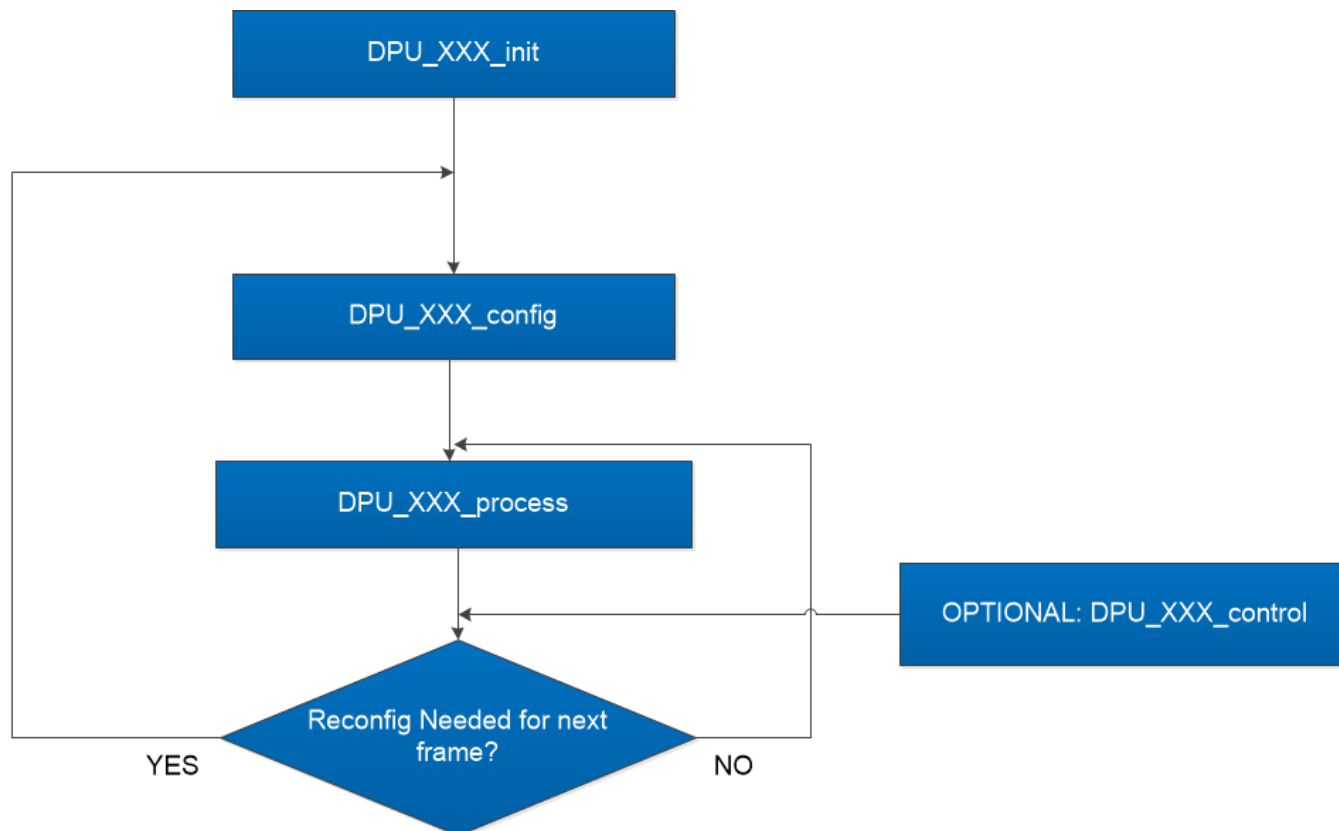 DPU_XXX_init
DPU_XXX_config
DPU_XXX_process
OPTIONAL: DPU_XXX_control
Reconfig Needed for next
frame?
YES
NO